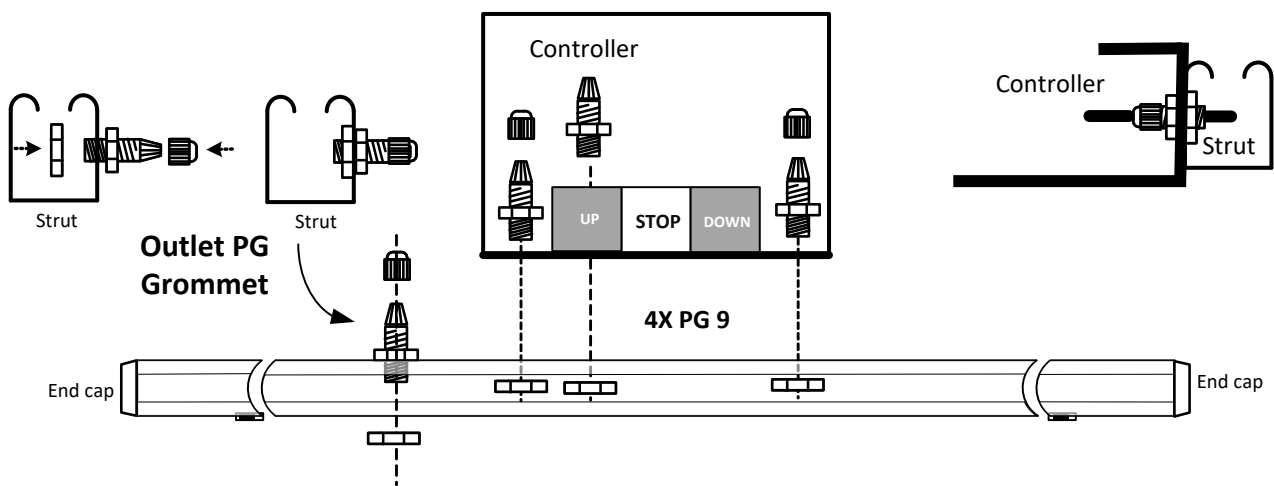 Controller
Controller
Strut
Strut
Strut
UP
STOP
DOWN
Outlet PG
Grommet
4X PG 9
End cap
End cap